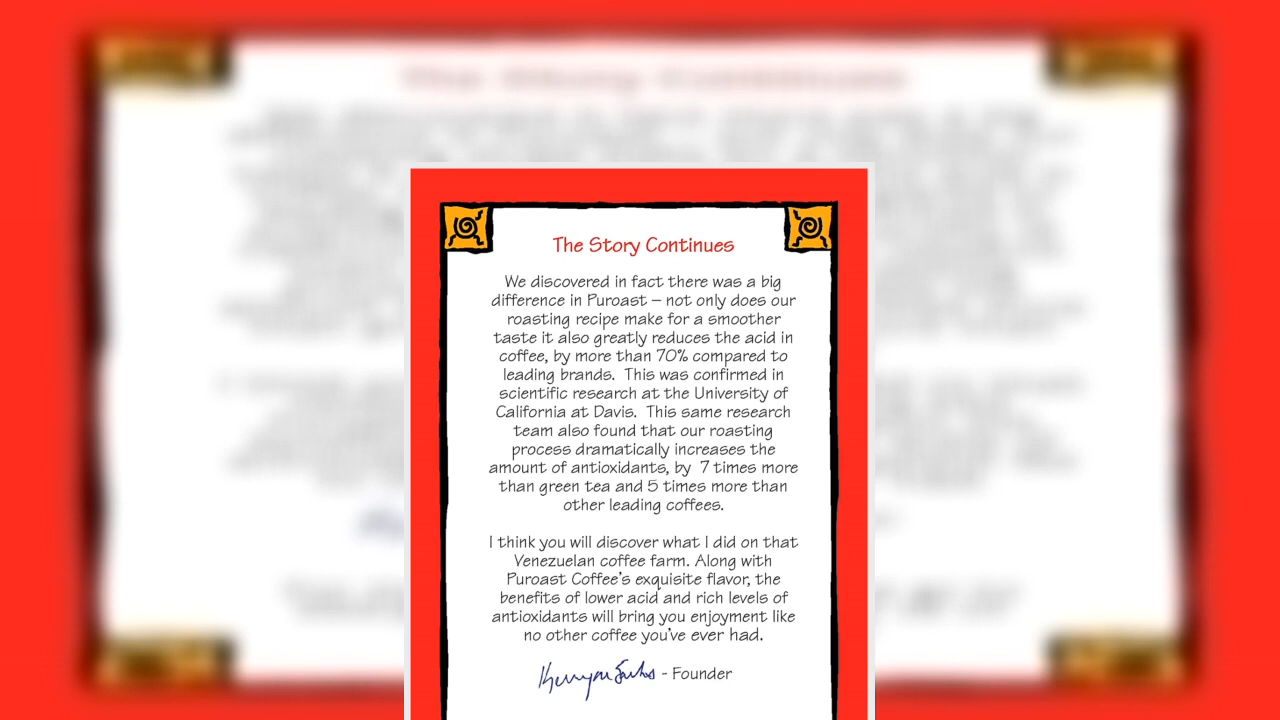 The Story Continues
We discovered in fact there was a big
difference in Puroast – not only does our
roasting recipe make for a smoother
taste it also greatly reduces the acid in
coffee, by more than 70% compared to
leading brands.  This was confirmed in
scientific research at the University of
California at Davis.  This same research
team also found that our roasting
process dramatically increases the
amount of antioxidants, by  7 times more
than green tea and 5 times more than
other leading coffees.
I think you will discover what I did on that
Venezuelan coffee farm. Along with
Puroast Coffee's exquisite flavor, the
benefits of lower acid and rich levels of
antioxidants will bring you enjoyment like
no other coffee you've ever had.
- Founder